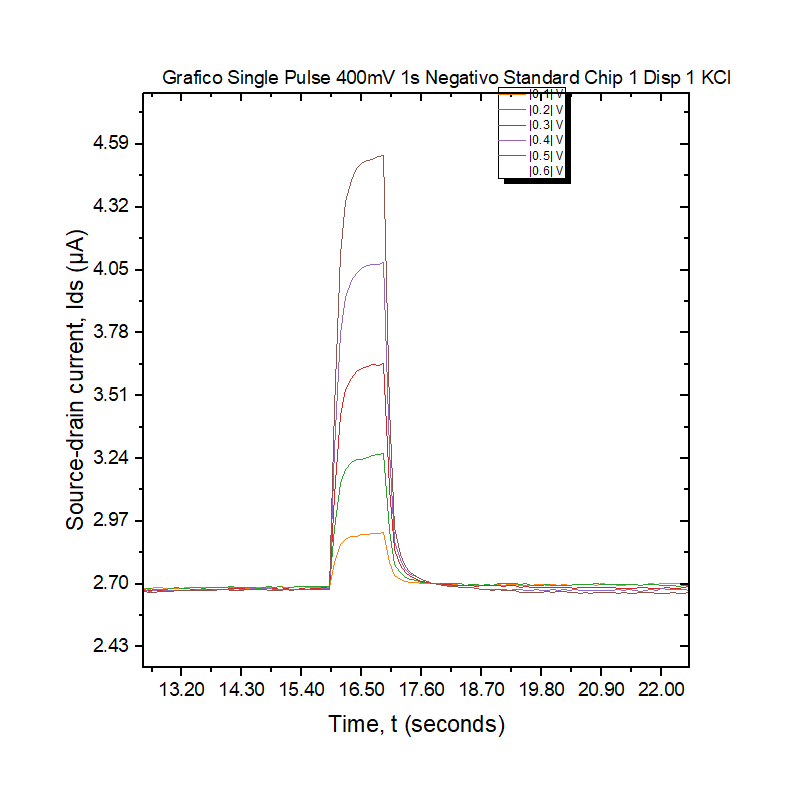 Grafico Single Pulse 400mV 1s Negativo Standard Chip 1 Disp 1 KCl
|0.1| V
|0.2| V
|0.3| V
|0.4| V
|0.5| V
|0.6| V
4.59
4.32
4.05
3.78
3.51
3.24
2.97
2.70
2.43
Source-drain current, Ids (µA)
13.20 14.30 15.40 16.50 17.60 18.70 19.80 20.90 22.00
Time, t (seconds)